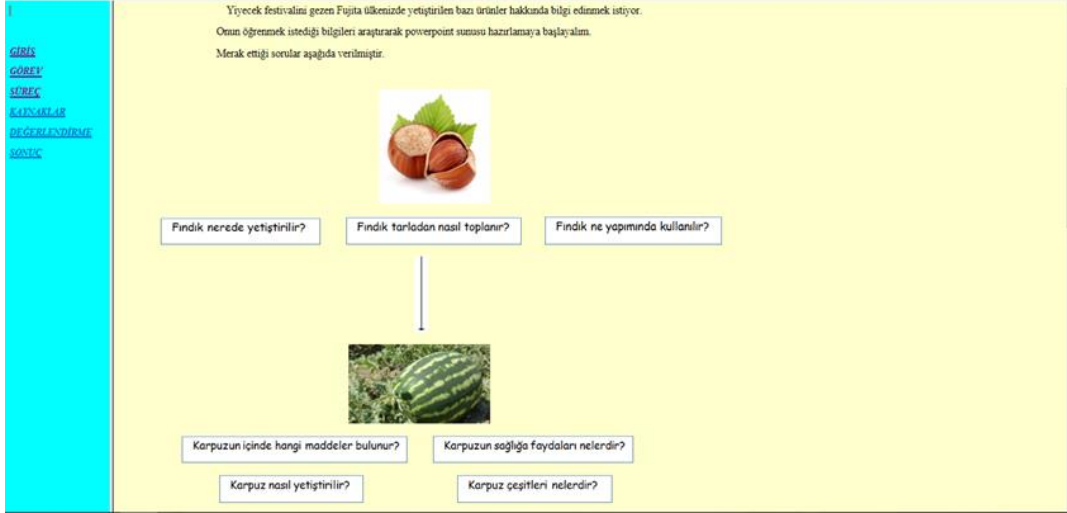 GİRİŞ
GÖREV
SÜREÇ
KAYNAKLAR
DEĞERLENDİRME
SONUÇ
Yiyecek festivalini gezen Fujita ülkenizde yetiştirilen bazı ürünler hakkında bilgi edinmek istiyor.
Onun öğrenmek istediği bilgileri araştırarak powerpoint sunusu hazırlamaya başlayalım.
Merak ettiği sorular aşağıda verilmiştir.
Fındık nerede yetiştirilir?
Fındık tarladan nasıl toplanır?
Fındık ne yapımında kullanılır?
Karpuzun içinde hangi maddeler bulunur?
Karpuzun sağlığa faydaları nelerdir?
Karpuz nasıl yetiştirilir?
Karpuz çeşitleri nelerdir?